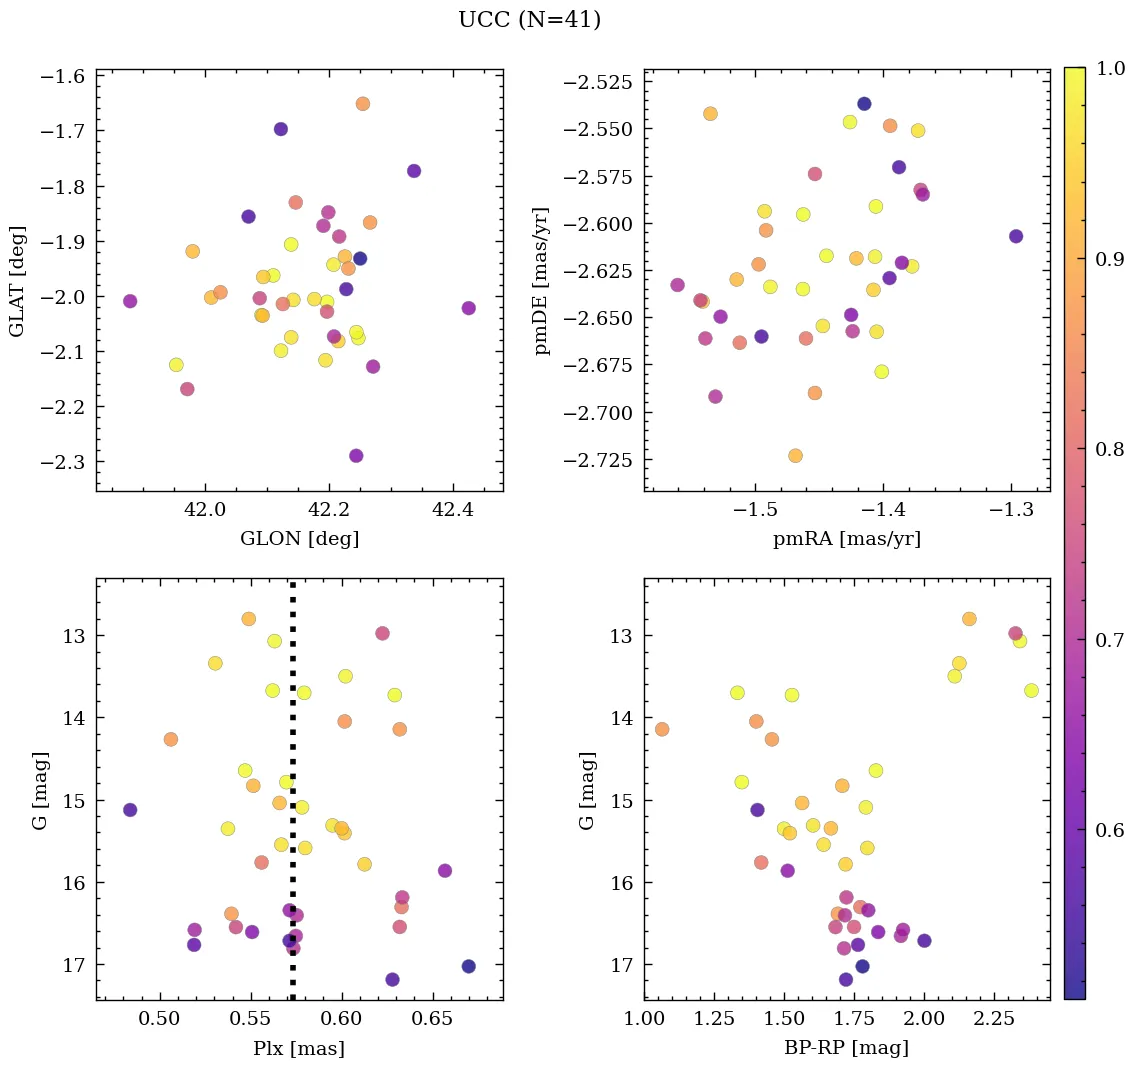 UCC (N=41)
−1.6
−1.7
−1.8
−1.9
−2.0
−2.1
−2.2
−2.3
GLAT [deg]
42.0 42.2 42.4
GLON [deg]
−2.525
−2.550
−2.575
−2.600
−2.625
−2.650
−2.675
−2.700
−2.725
pmDE [mas/yr]
−1.5 −1.4 −1.3
pmRA [mas/yr]
1.0
0.9
0.8
0.7
0.6
13
14
15
16
17
G [mag]
0.50 0.55 0.60 0.65
Plx [mas]
13
14
15
16
17
G [mag]
1.00 1.25 1.50 1.75 2.00 2.25
BP-RP [mag]